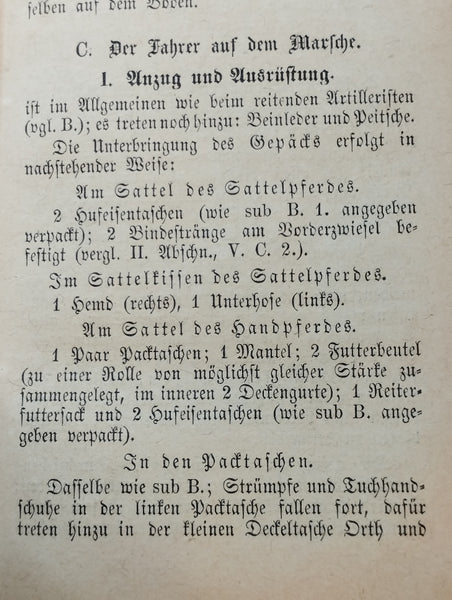 ſelben auf dem Boden.
C. Der Fahrer auf dem Marſche.
I. Anzug und Ausrüſtung.
iſt im Allgemeinen wie beim reitenden Artilleriſten
(vgl. B.); es treten noch hinzu: Beinleder und Peitſche.
Die Unterbringung des Gepäcks erfolgt in
nachſtehender Weiſe:
Am Sattel des Sattelpferdes.
2 Hufeiſentaſchen (wie sub B. 1. angegeben
verpackt); 2 Bindeſtränge am Vorderzwieſel be-
feſtigt (vergl. II. Abſchn., V. C. 2.).
Im Sattelkiſſen des Sattelpferdes.
1 Hemd (rechts), 1 Unterhoſe (links).
Am Sattel des Handpferdes.
1 Paar Packtaſchen; 1 Mantel; 2 Futterbeutel
(zu einer Rolle von möglichſt gleicher Stärke zu-
ſammengelegt, im inneren 2 Deckengurte); 1 Reiter-
futterſack und 2 Hufeiſentaſchen (wie sub B. ange-
geben verpackt).
In den Packtaſchen.
Dasſelbe wie sub B.; Strümpfe und Tuchhand-
ſchuhe in der linken Packtaſche fallen fort, dafür
treten hinzu in der kleinen Deckeltaſche Orth und